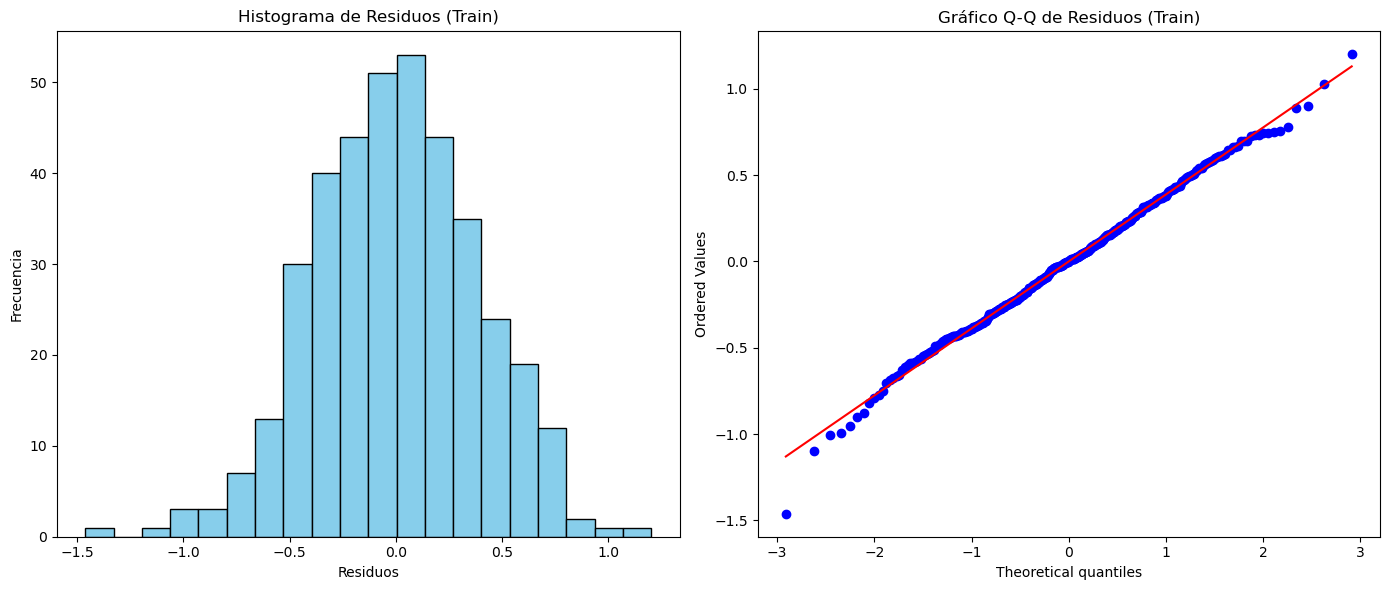 Histograma de Residuos (Train)
Frecuencia
50
40
30
20
10
0
−1.5 −1.0 −0.5 0.0 0.5 1.0
Residuos
Gráfico Q-Q de Residuos (Train)
Ordered Values
1.0
0.5
0.0
−0.5
−1.0
−1.5
−3 −2 −1 0 1 2 3
Theoretical quantiles